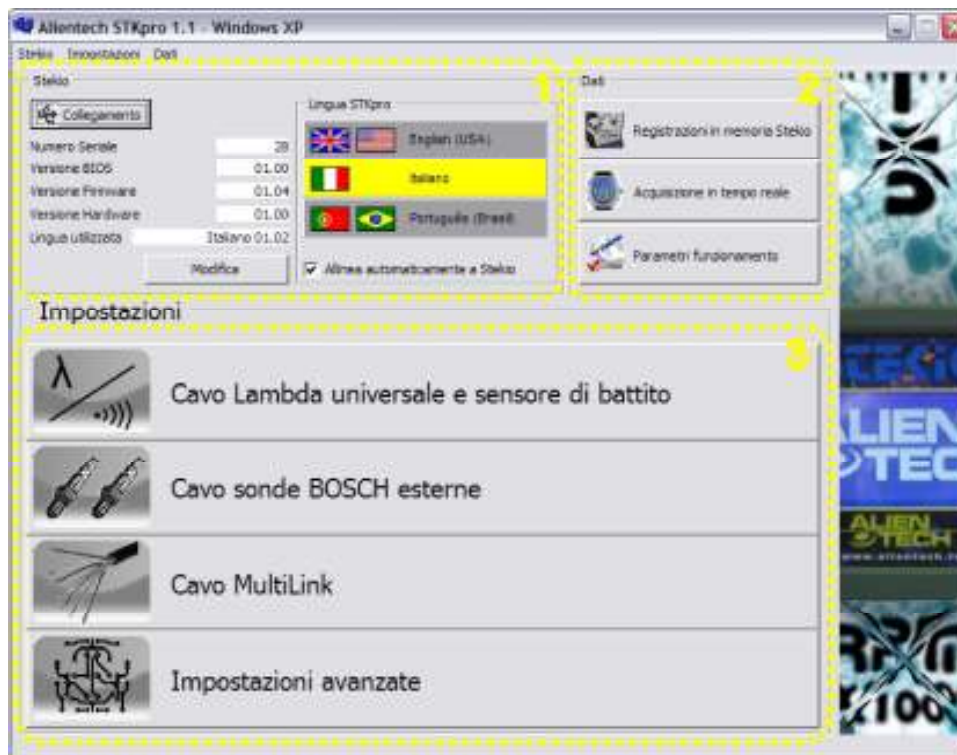 Alientech STKpro 1.1 - Windows XP
Stekio Impostazioni Dati
Stekio
1
Collegamento
Numero Seriale 28
Versione BIOS 01.00
Versione Firmware 01.04
Versione Hardware 01.00
Lingua utilizzata Italiano 01.02
Modifica
Lingua STKpro
English (USA)
Italiano
Português (Brasil)
Allinea automaticamente a Stekio
Dati
2
Registrazioni in memoria Stekio
Acquisizione in tempo reale
Parametri funzionamento
Impostazioni
3
λ
Cavo Lambda universale e sensore di battito
Cavo sonde BOSCH esterne
Cavo MultiLink
Impostazioni avanzate
ALIEN
TECH
ALIEN
TECH